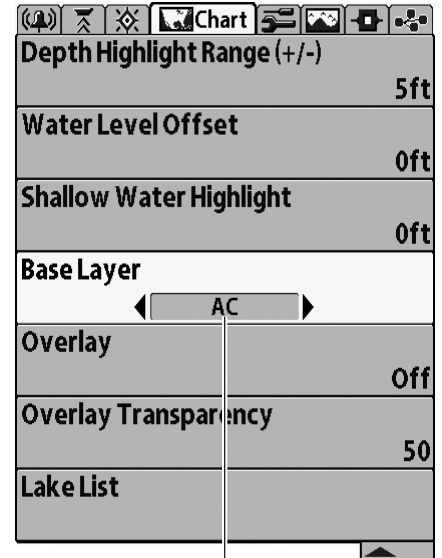 Chart
Depth Highlight Range (+/-)
5ft
Water Level Offset
0ft
Shallow Water Highlight
0ft
Base Layer
AC
Overlay
Off
Overlay Transparency
50
Lake List